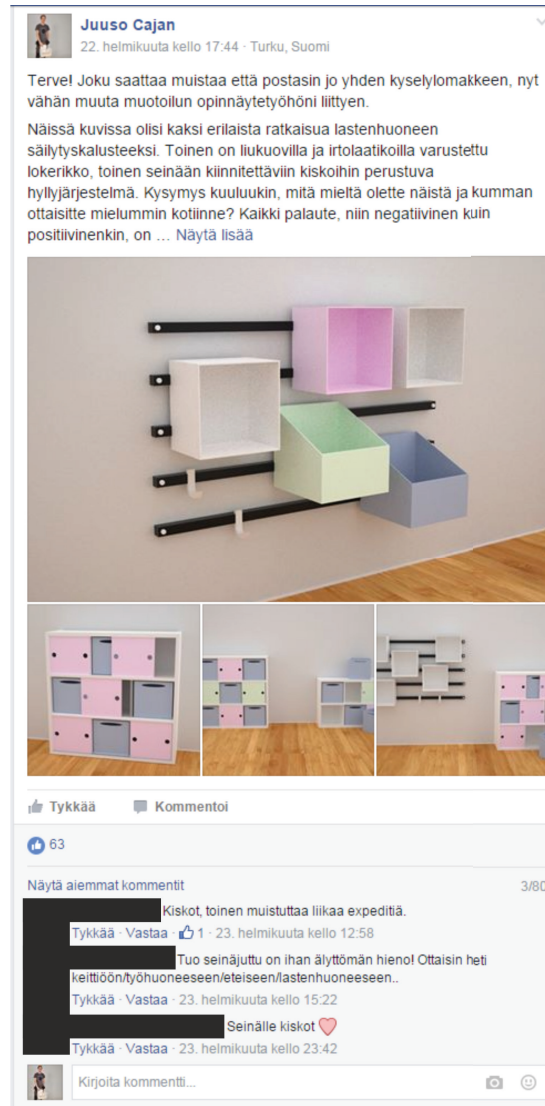 Juuso Cajan
22. helmikuuta kello 17:44 · Turku, Suomi
Terve! Joku saattaa muistaa että postasin jo yhden kyselylomakkeen, nyt
vähän muuta muotoilun opinnäytetyöhöni liittyen.
Näissä kuvissa olisi kaksi erilaista ratkaisua lastenhuoneen
säilytyskalusteeksi. Toinen on liukuovilla ja irtolaatikoilla varustettu
lokerikko, toinen seinään kiinnitettäviin kiskoihin perustuva
hyllyjärjestelmä. Kysymys kuuluukin, mitä mieltä olette näistä ja kumman
ottaisitte mielummin kotiinne? Kaikki palaute, niin negatiivinen kuin
positiivinenkin, on … Näytä lisää
Tykkää Kommentoi
63
Näytä aiemmat kommentit 3/80
Kiskot, toinen muistuttaa liikaa expeditiä.
Tykkää · Vastaa · 1 · 23. helmikuuta kello 12:58
Tuo seinäjuttu on ihan älyttömän hieno! Ottaisin heti
keittiöön/työhuoneeseen/eteiseen/lastenhuoneeseen..
Tykkää · Vastaa · 23. helmikuuta kello 15:22
Seinälle kiskot
Tykkää · Vastaa · 23. helmikuuta kello 23:42
Kirjoita kommentti...